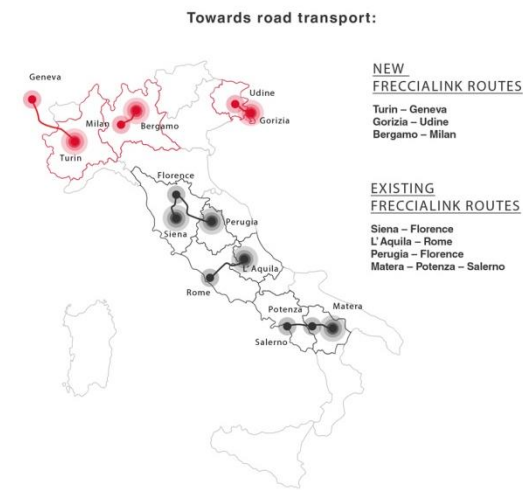 Towards road transport:
Geneva
Milan
Bergamo
Turin
Udine
Gorizia
Florence
Siena
Perugia
L'Aquila
Rome
Potenza
Matera
Salerno
NEW
FRECCIALINK ROUTES
Turin – Geneva
Gorizia – Udine
Bergamo – Milan
EXISTING
FRECCIALINK ROUTES
Siena – Florence
L'Aquila – Rome
Perugia – Florence
Matera – Potenza – Salerno